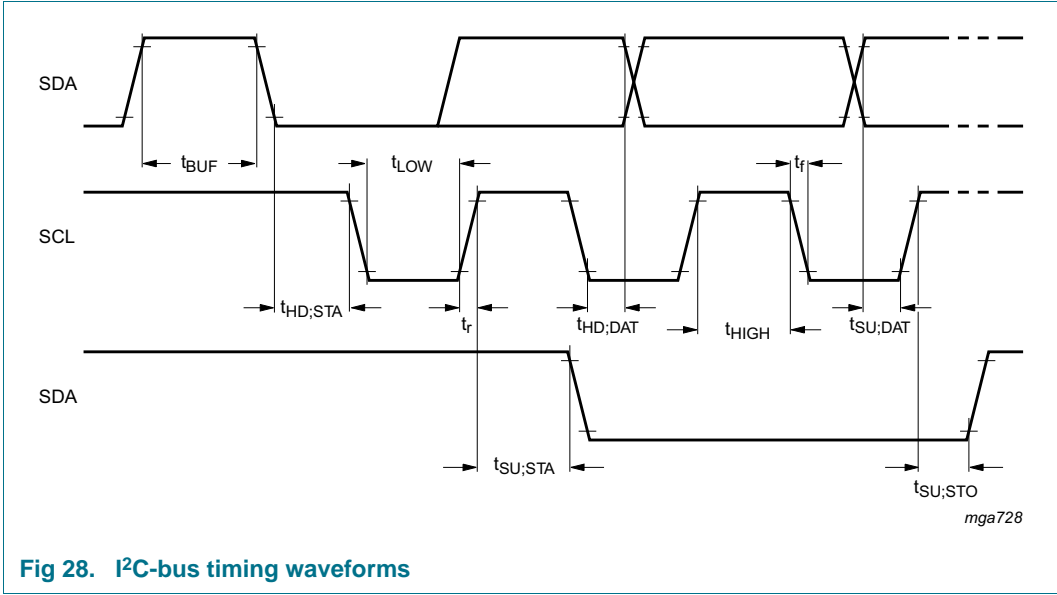 SDA
tBUF
tLOW
tf
SCL
tHD;STA
tr
tHD;DAT
tHIGH
tSU;DAT
SDA
tSU;STA
tSU;STO
mga728
Fig 28. I²C-bus timing waveforms